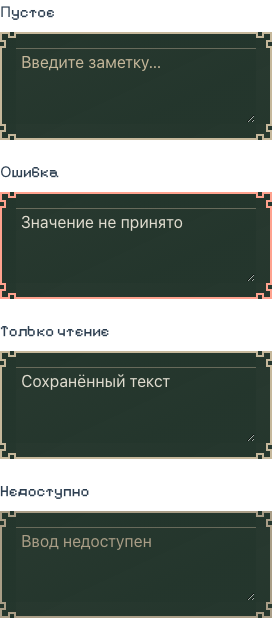 Пустое
Введите заметку...
Ошибка
Значение не принято
Только чтение
Сохранённый текст
Недоступно
Ввод недоступен